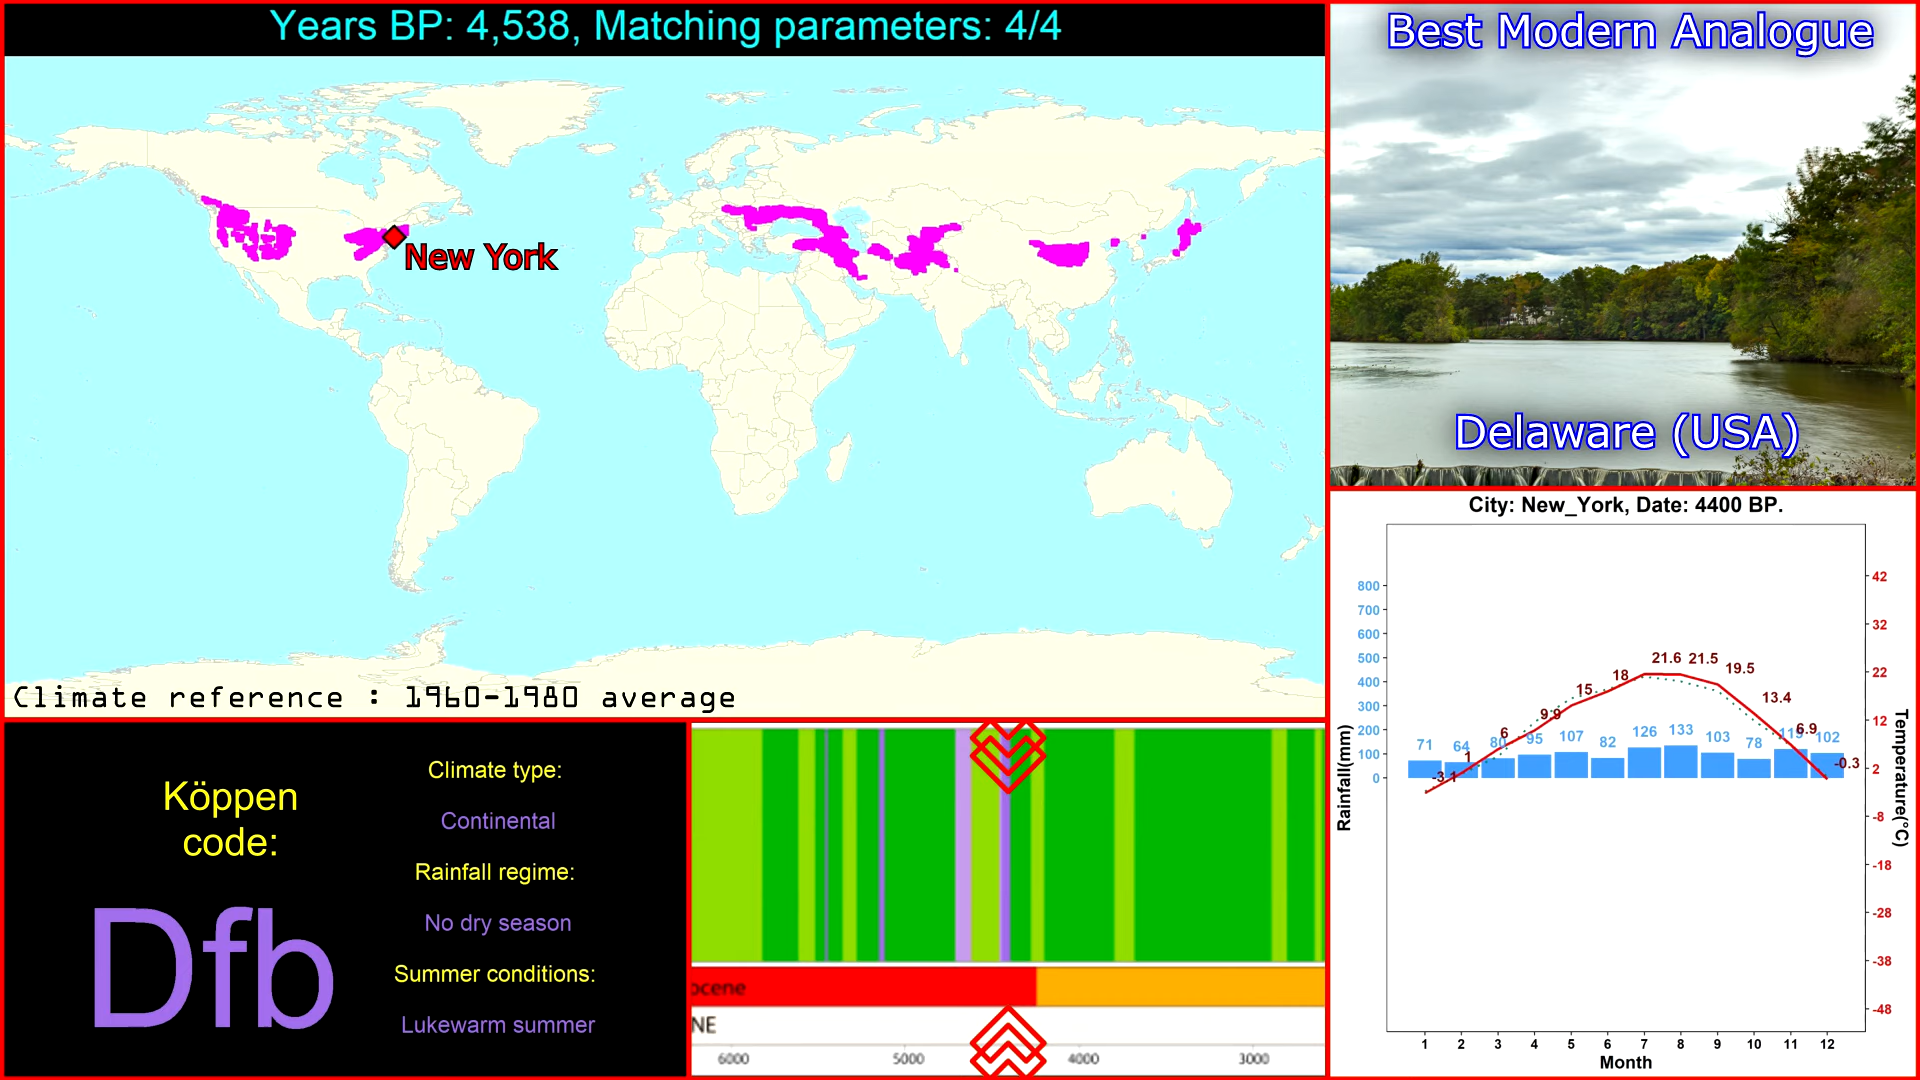 Years BP: 4,538, Matching parameters: 4/4
New York
Climate reference : 1960-1980 average
Best Modern Analogue
Delaware (USA)
Köppen
code:
Dfb
Climate type:
Continental
Rainfall regime:
No dry season
Summer conditions:
Lukewarm summer
ocene
NE
6000 5000 4000 3000
City: New_York, Date: 4400 BP.
Rainfall(mm)
800
700
600
500
400
300
200
100
0
42
32
22
12
2
-8
-18
-28
-38
-48
Temperature(°C)
-3.1 1 6 9.9 15 18 21.6 21.5 19.5 13.4 6.9 -0.3
71 64 80 95 107 82 126 133 103 78 119 102
1 2 3 4 5 6 7 8 9 10 11 12
Month